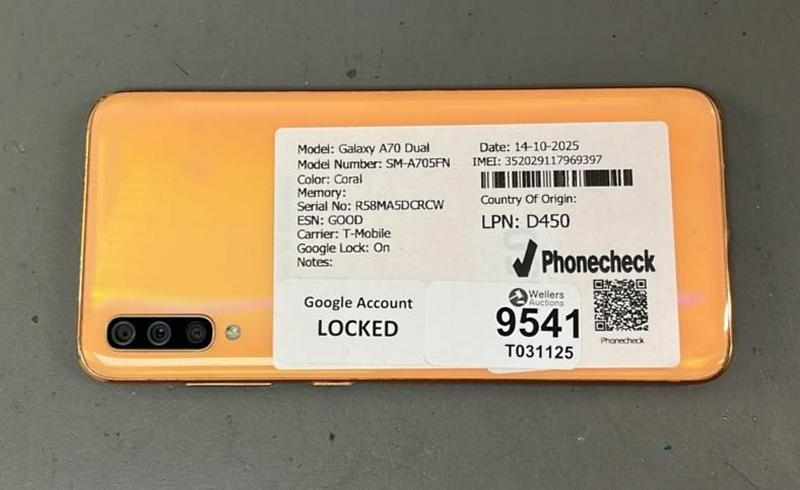 Model: Galaxy A70 Dual
Model Number: SM-A705FN
Color: Coral
Memory:
Serial No: R58MA5DCRCW
ESN: GOOD
Carrier: T-Mobile
Google Lock: On
Notes:
Date: 14-10-2025
IMEI: 352029117969397
Country Of Origin:
LPN: D450
Phonecheck
Phonecheck
Google Account
LOCKED
Wellers
Auctions
9541
T031125